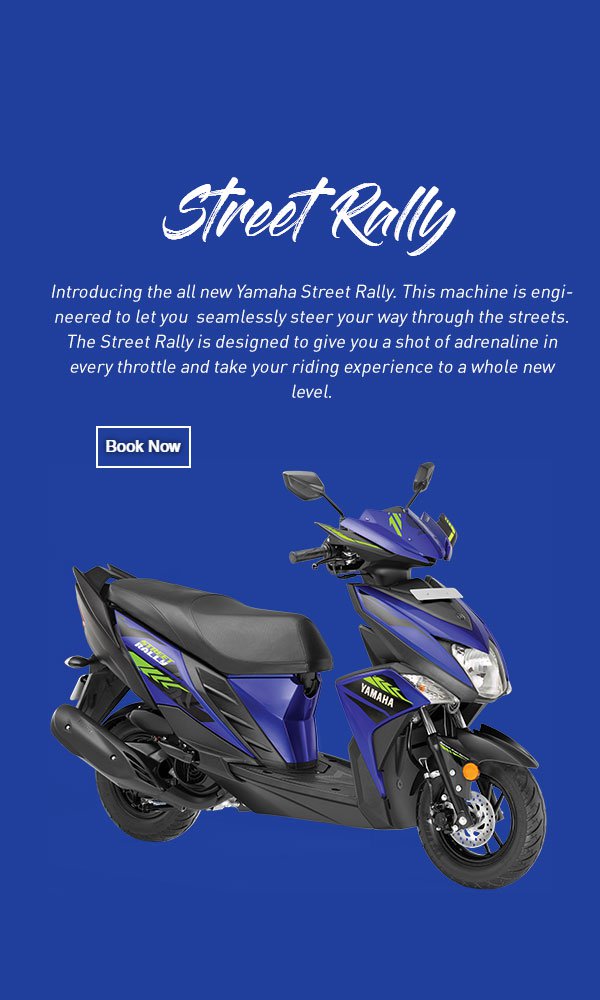 Street Rally
Introducing the all new Yamaha Street Rally. This machine is engi-
neered to let you  seamlessly steer your way through the streets.
The Street Rally is designed to give you a shot of adrenaline in
every throttle and take your riding experience to a whole new
level.
Book Now
STREET
RALLY
YAMAHA